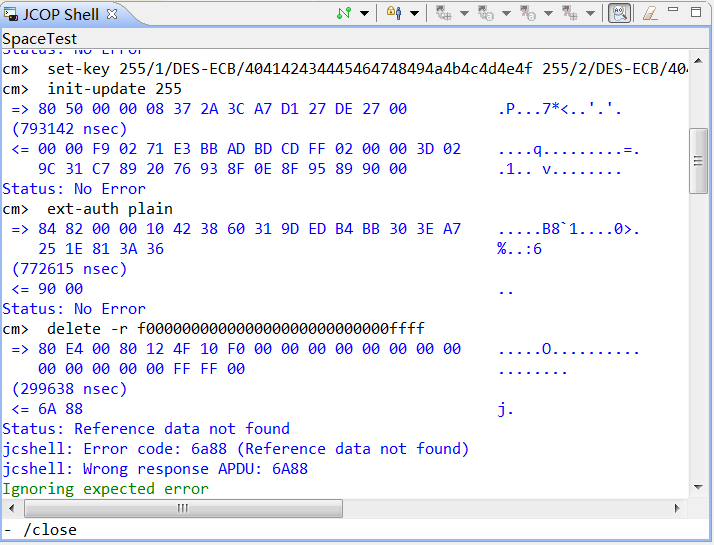 JCOP Shell
SpaceTest
Status: No Error
cm>  set-key 255/1/DES-ECB/404142434445464748494a4b4c4d4e4f 255/2/DES-ECB/404
cm>  init-update 255
=> 80 50 00 00 08 37 2A 3C A7 D1 27 DE 27 00 .P...7*<..'.'.
(793142 nsec)
<= 00 00 F9 02 71 E3 BB AD BD CD FF 02 00 00 3D 02 ....q.........=.
9C 31 C7 89 20 76 93 8F 0E 8F 95 89 90 00 .1.. v........
Status: No Error
cm>  ext-auth plain
=> 84 82 00 00 10 42 38 60 31 9D ED B4 BB 30 3E A7 .....B8`1....0>.
25 1E 81 3A 36 %..:6
(772615 nsec)
<= 90 00 ..
Status: No Error
cm>  delete -r f000000000000000000000000000ffff
=> 80 E4 00 80 12 4F 10 F0 00 00 00 00 00 00 00 00 .....O..........
00 00 00 00 00 FF FF 00 ........
(299638 nsec)
<= 6A 88 j.
Status: Reference data not found
jcshell: Error code: 6a88 (Reference data not found)
jcshell: Wrong response APDU: 6A88
Ignoring expected error
- /close